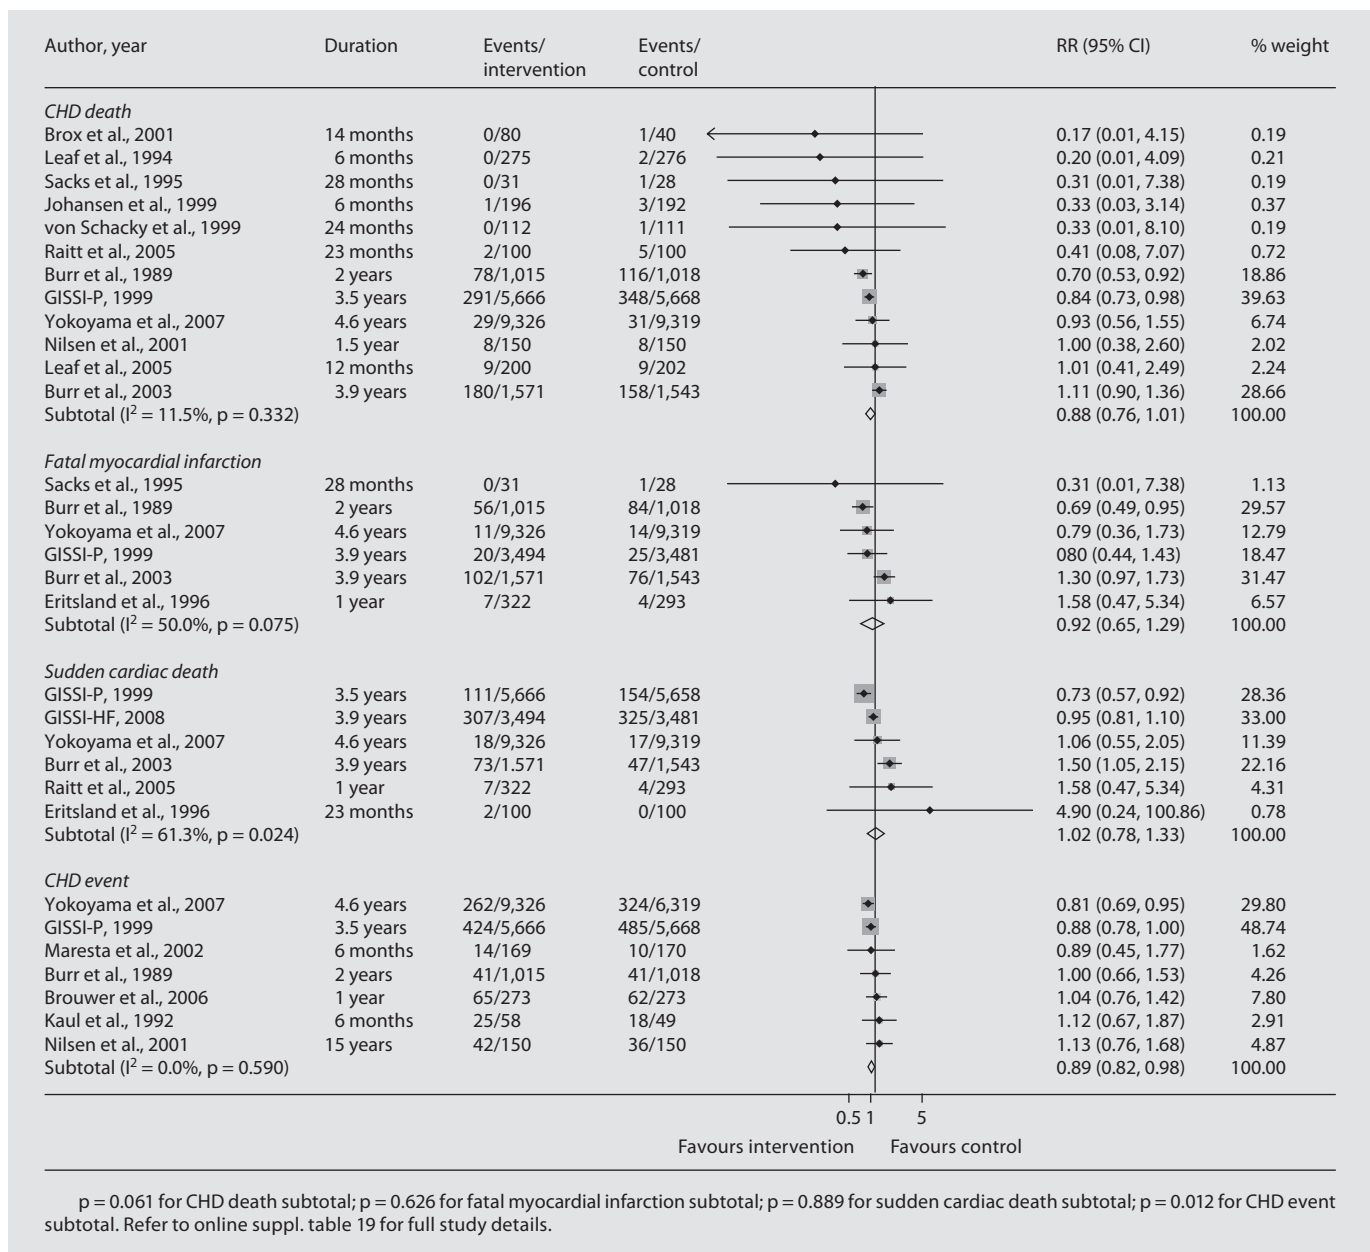 Author, year Duration Events/ Events/ RR (95% CI) % weight
intervention control
CHD death
Brox et al., 2001 14 months 0/80 1/40 0.17 (0.01, 4.15) 0.19
Leaf et al., 1994 6 months 0/275 2/276 0.20 (0.01, 4.09) 0.21
Sacks et al., 1995 28 months 0/31 1/28 0.31 (0.01, 7.38) 0.19
Johansen et al., 1999 6 months 1/196 3/192 0.33 (0.03, 3.14) 0.37
von Schacky et al., 1999 24 months 0/112 1/111 0.33 (0.01, 8.10) 0.19
Raitt et al., 2005 23 months 2/100 5/100 0.41 (0.08, 7.07) 0.72
Burr et al., 1989 2 years 78/1,015 116/1,018 0.70 (0.53, 0.92) 18.86
GISSI-P, 1999 3.5 years 291/5,666 348/5,668 0.84 (0.73, 0.98) 39.63
Yokoyama et al., 2007 4.6 years 29/9,326 31/9,319 0.93 (0.56, 1.55) 6.74
Nilsen et al., 2001 1.5 year 8/150 8/150 1.00 (0.38, 2.60) 2.02
Leaf et al., 2005 12 months 9/200 9/202 1.01 (0.41, 2.49) 2.24
Burr et al., 2003 3.9 years 180/1,571 158/1,543 1.11 (0.90, 1.36) 28.66
Subtotal (I² = 11.5%, p = 0.332) 0.88 (0.76, 1.01) 100.00
Fatal myocardial infarction
Sacks et al., 1995 28 months 0/31 1/28 0.31 (0.01, 7.38) 1.13
Burr et al., 1989 2 years 56/1,015 84/1,018 0.69 (0.49, 0.95) 29.57
Yokoyama et al., 2007 4.6 years 11/9,326 14/9,319 0.79 (0.36, 1.73) 12.79
GISSI-P, 1999 3.9 years 20/3,494 25/3,481 080 (0.44, 1.43) 18.47
Burr et al., 2003 3.9 years 102/1,571 76/1,543 1.30 (0.97, 1.73) 31.47
Eritsland et al., 1996 1 year 7/322 4/293 1.58 (0.47, 5.34) 6.57
Subtotal (I² = 50.0%, p = 0.075) 0.92 (0.65, 1.29) 100.00
Sudden cardiac death
GISSI-P, 1999 3.5 years 111/5,666 154/5,658 0.73 (0.57, 0.92) 28.36
GISSI-HF, 2008 3.9 years 307/3,494 325/3,481 0.95 (0.81, 1.10) 33.00
Yokoyama et al., 2007 4.6 years 18/9,326 17/9,319 1.06 (0.55, 2.05) 11.39
Burr et al., 2003 3.9 years 73/1.571 47/1,543 1.50 (1.05, 2.15) 22.16
Raitt et al., 2005 1 year 7/322 4/293 1.58 (0.47, 5.34) 4.31
Eritsland et al., 1996 23 months 2/100 0/100 4.90 (0.24, 100.86) 0.78
Subtotal (I² = 61.3%, p = 0.024) 1.02 (0.78, 1.33) 100.00
CHD event
Yokoyama et al., 2007 4.6 years 262/9,326 324/6,319 0.81 (0.69, 0.95) 29.80
GISSI-P, 1999 3.5 years 424/5,666 485/5,668 0.88 (0.78, 1.00) 48.74
Maresta et al., 2002 6 months 14/169 10/170 0.89 (0.45, 1.77) 1.62
Burr et al., 1989 2 years 41/1,015 41/1,018 1.00 (0.66, 1.53) 4.26
Brouwer et al., 2006 1 year 65/273 62/273 1.04 (0.76, 1.42) 7.80
Kaul et al., 1992 6 months 25/58 18/49 1.12 (0.67, 1.87) 2.91
Nilsen et al., 2001 15 years 42/150 36/150 1.13 (0.76, 1.68) 4.87
Subtotal (I² = 0.0%, p = 0.590) 0.89 (0.82, 0.98) 100.00
0.5 1 5
Favours intervention Favours control
p = 0.061 for CHD death subtotal; p = 0.626 for fatal myocardial infarction subtotal; p = 0.889 for sudden cardiac death subtotal; p = 0.012 for CHD event
subtotal. Refer to online suppl. table 19 for full study details.